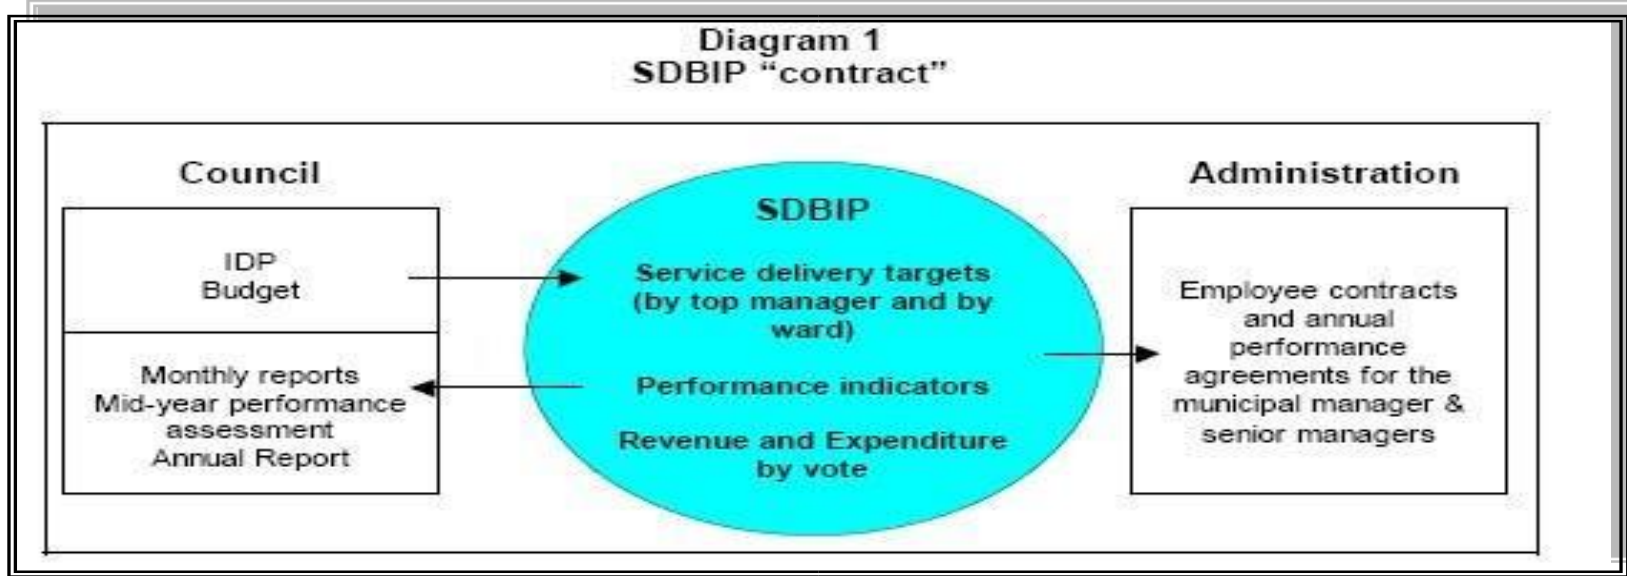 Diagram 1
SDBIP “contract”
Council
IDP
Budget
Monthly reports
Mid-year performance
assessment
Annual Report
SDBIP
Service delivery targets
(by top manager and by
ward)
Performance indicators
Revenue and Expenditure
by vote
Administration
Employee contracts
and annual
performance
agreements for the
municipal manager &
senior managers